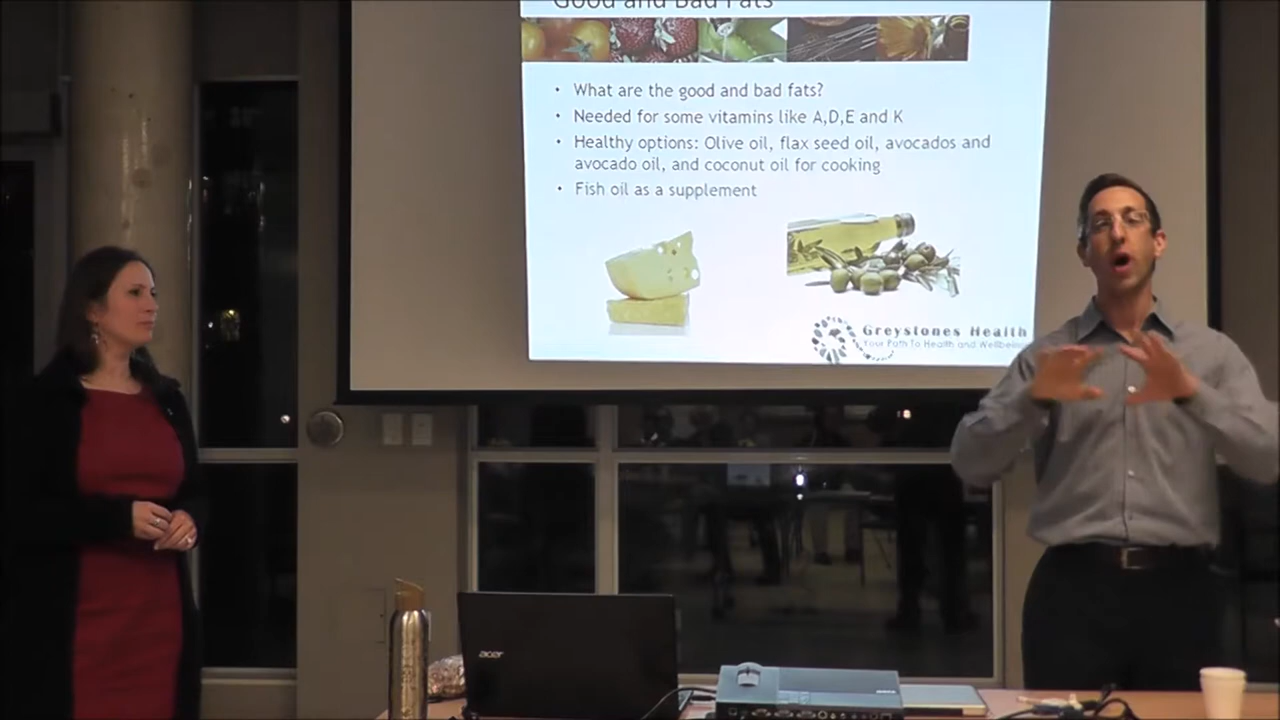 Good and Bad Fats
• What are the good and bad fats?
• Needed for some vitamins like A,D,E and K
• Healthy options: Olive oil, flax seed oil, avocados and
avocado oil, and coconut oil for cooking
• Fish oil as a supplement
Greystones Health
Your Path To Health and Wellbeing
acer
DELL